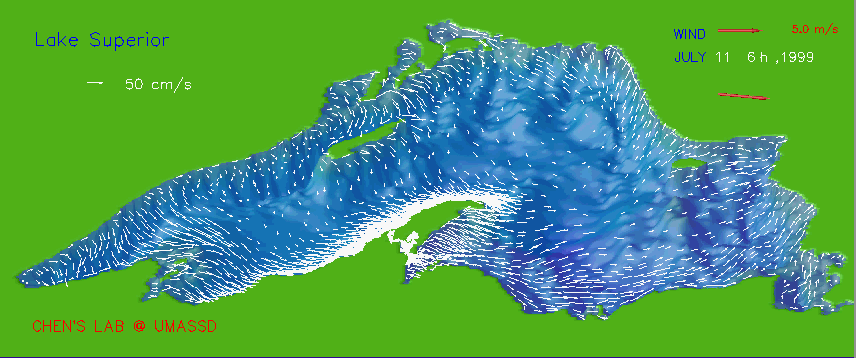 Lake Superior
WIND 5.0 m/s
JULY 11 6 h ,1999
50 cm/s
CHEN'S LAB @ UMASSD